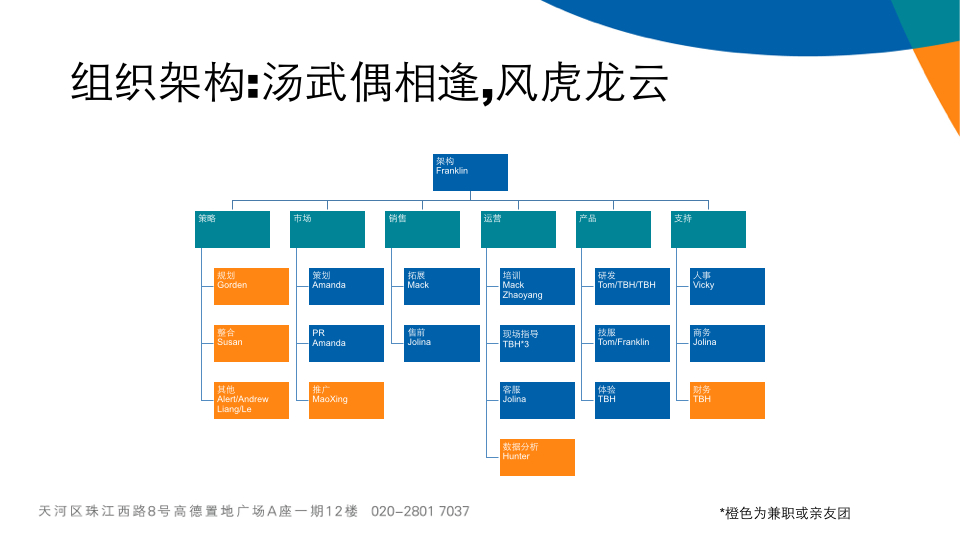 组织架构:汤武偶相逢,风虎龙云
架构
Franklin
策略
市场
销售
运营
产品
支持
规划
Gorden
策划
Amanda
拓展
Mack
培训
Mack
Zhaoyang
研发
Tom/TBH/TBH
人事
Vicky
整合
Susan
PR
Amanda
售前
Jolina
现场指导
TBH*3
技服
Tom/Franklin
商务
Jolina
其他
Alert/Andrew
Liang/Le
推广
MaoXing
客服
Jolina
体验
TBH
财务
TBH
数据分析
Hunter
天河区珠江西路8号高德置地广场A座一期12楼 020-2801 7037
*橙色为兼职或亲友团